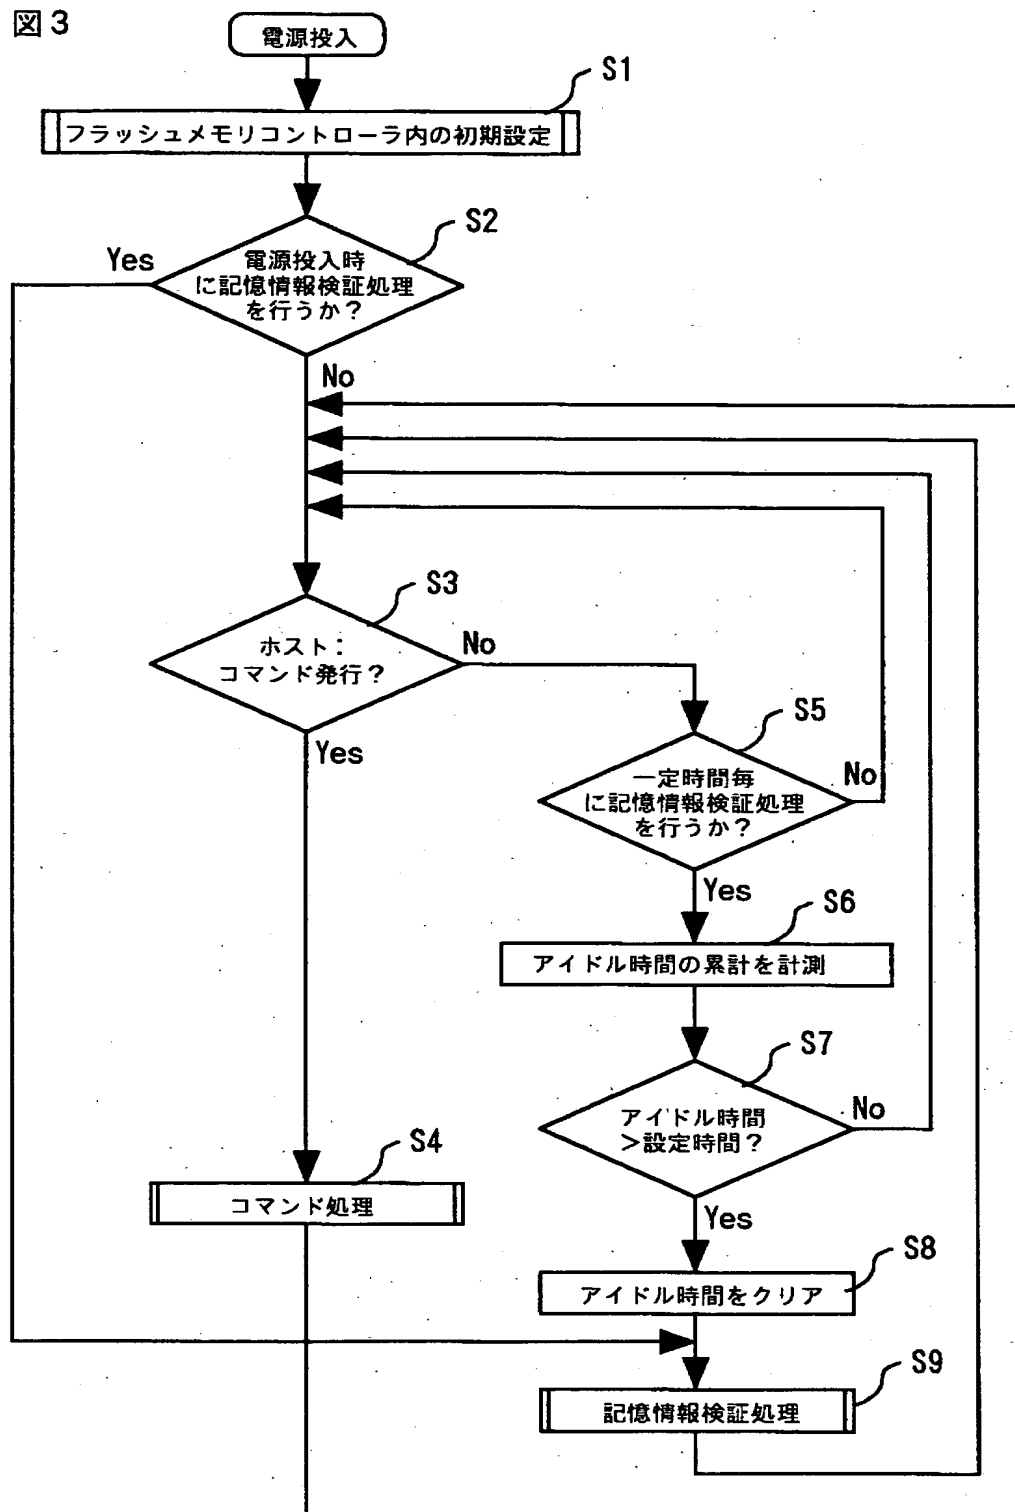 図3
電源投入
S1
フラッシュメモリコントローラ内の初期設定
S2
Yes
電源投入時
に記憶情報検証処理
を行うか?
No
S3
ホスト:
コマンド発行?
No
Yes
S5
一定時間毎
に記憶情報検証処理
を行うか?
No
Yes
S6
アイドル時間の累計を計測
S7
アイドル時間
>設定時間?
No
Yes
S4
コマンド処理
S8
アイドル時間をクリア
S9
記憶情報検証処理